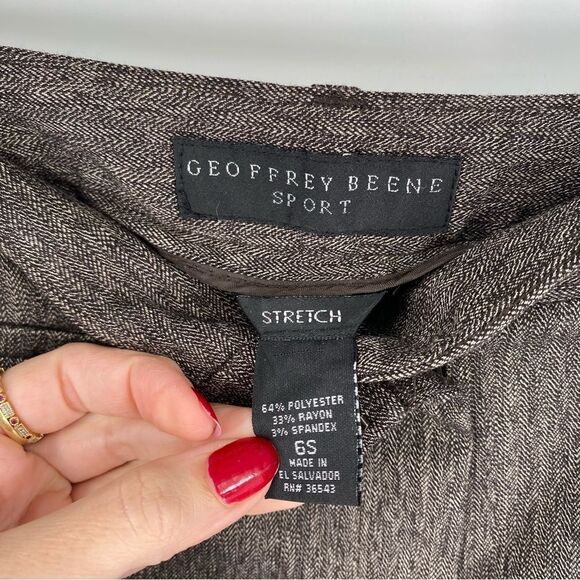 GEOFFREY BEENE
SPORT
STRETCH
64% POLYESTER
33% RAYON
3% SPANDEX
6S
MADE IN
EL SALVADOR
RN# 36543